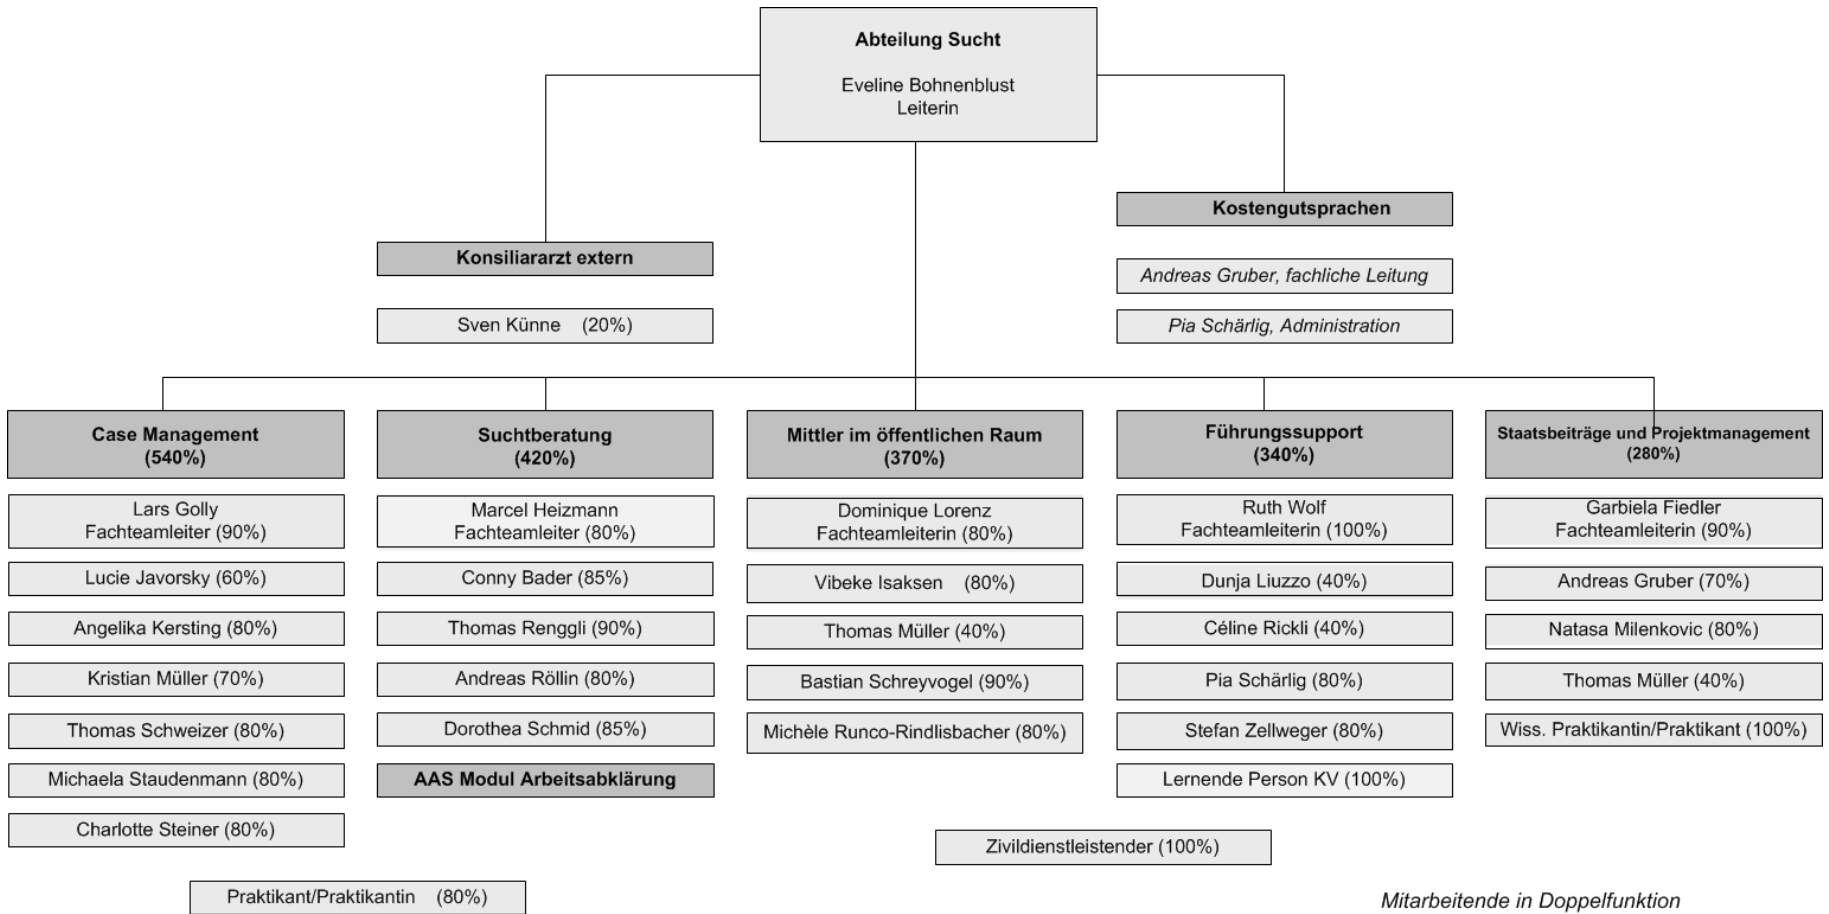 Abteilung Sucht
Eveline Bohnenblust
Leiterin
Kostengutsprachen
Andreas Gruber, fachliche Leitung
Pia Schärlig, Administration
Konsiliararzt extern
Sven Künne (20%)
Case Management
(540%)
Lars Golly
Fachteamleiter (90%)
Lucie Javorsky (60%)
Angelika Kersting (80%)
Kristian Müller (70%)
Thomas Schweizer (80%)
Michaela Staudenmann (80%)
Charlotte Steiner (80%)
Praktikant/Praktikantin (80%)
Suchtberatung
(420%)
Marcel Heizmann
Fachteamleiter (80%)
Conny Bader (85%)
Thomas Renggli (90%)
Andreas Röllin (80%)
Dorothea Schmid (85%)
AAS Modul Arbeitsabklärung
Mittler im öffentlichen Raum
(370%)
Dominique Lorenz
Fachteamleiterin (80%)
Vibeke Isaksen (80%)
Thomas Müller (40%)
Bastian Schreyvogel (90%)
Michèle Runco-Rindlisbacher (80%)
Führungssupport
(340%)
Ruth Wolf
Fachteamleiterin (100%)
Dunja Liuzzo (40%)
Céline Rickli (40%)
Pia Schärlig (80%)
Stefan Zellweger (80%)
Lernende Person KV (100%)
Zivildienstleistender (100%)
Staatsbeiträge und Projektmanagement
(280%)
Garbiela Fiedler
Fachteamleiterin (90%)
Andreas Gruber (70%)
Natasa Milenkovic (80%)
Thomas Müller (40%)
Wiss. Praktikantin/Praktikant (100%)
Mitarbeitende in Doppelfunktion